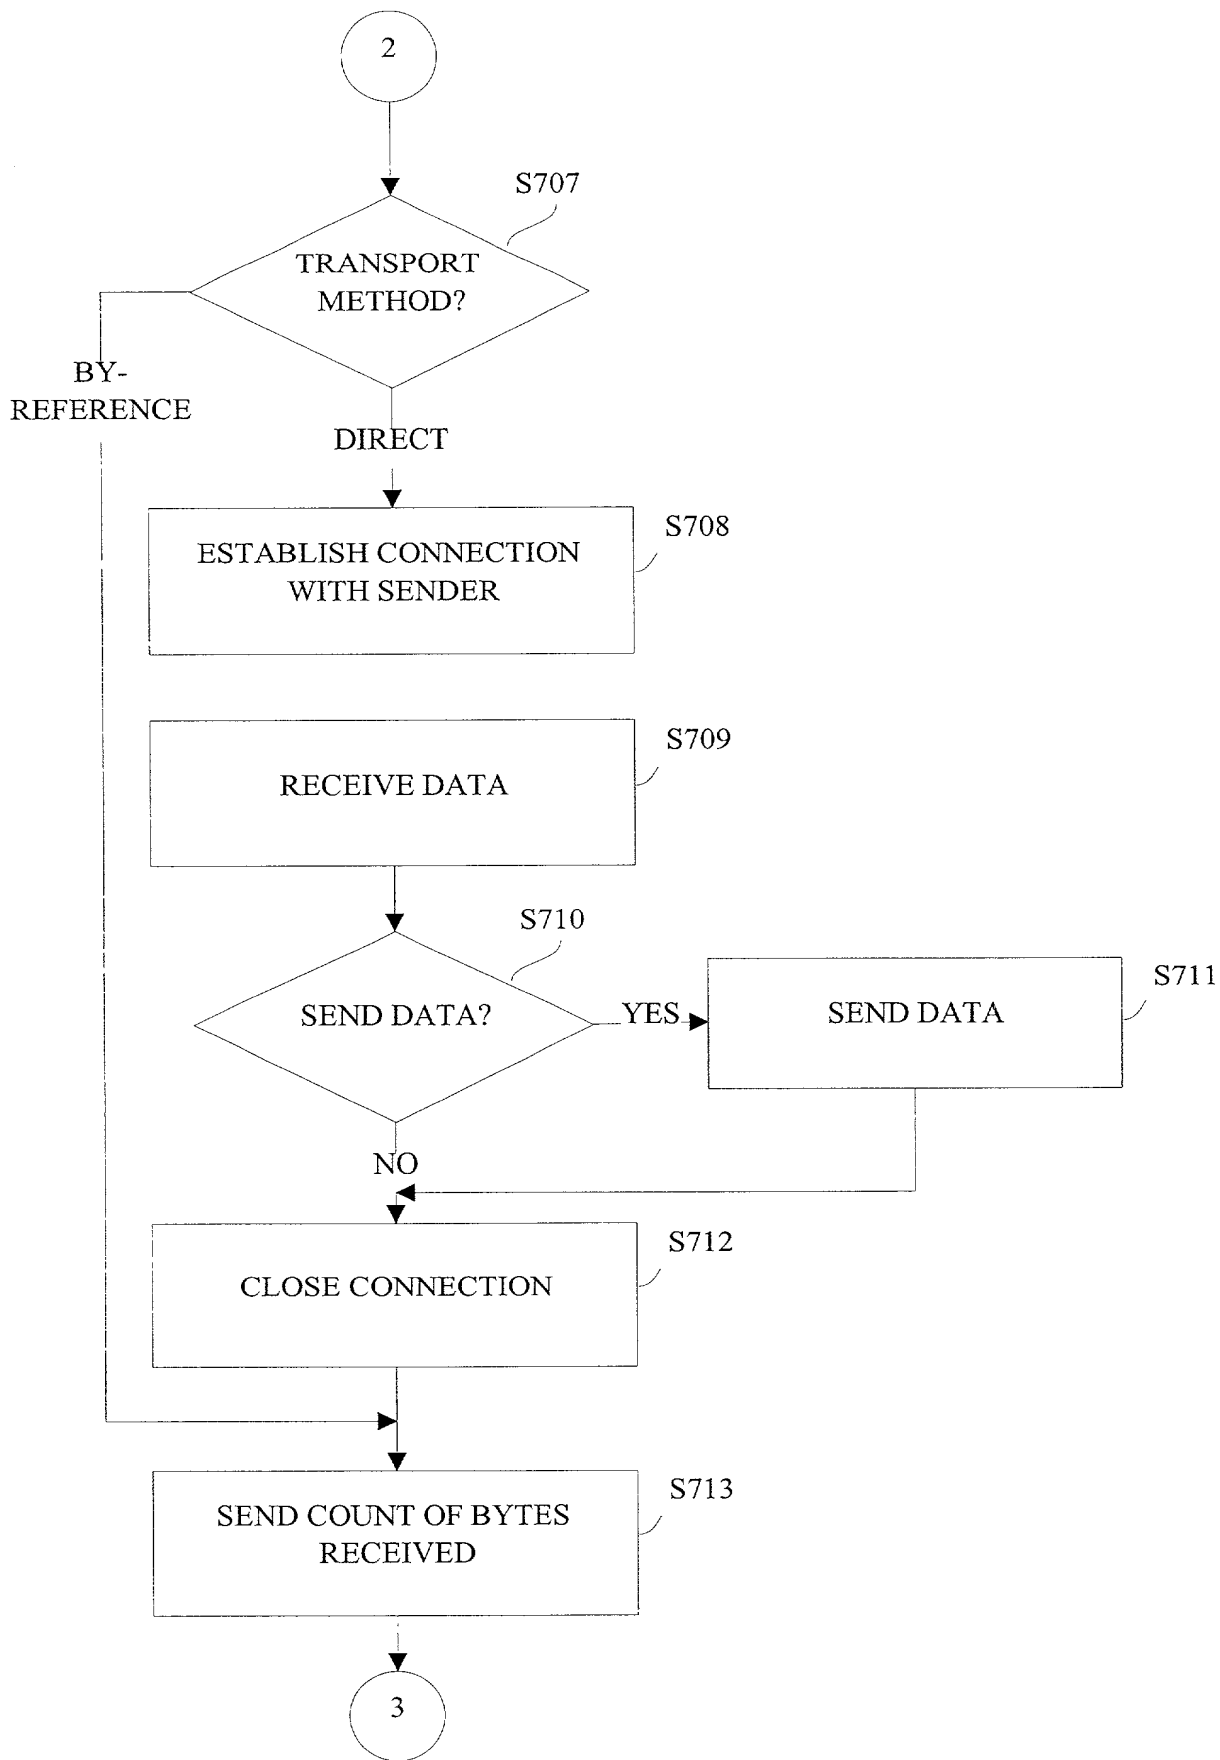 2
S707
TRANSPORT
METHOD?
BY-
REFERENCE
DIRECT
S708
ESTABLISH CONNECTION
WITH SENDER
S709
RECEIVE DATA
S710
SEND DATA?
YES
S711
SEND DATA
NO
S712
CLOSE CONNECTION
S713
SEND COUNT OF BYTES
RECEIVED
3